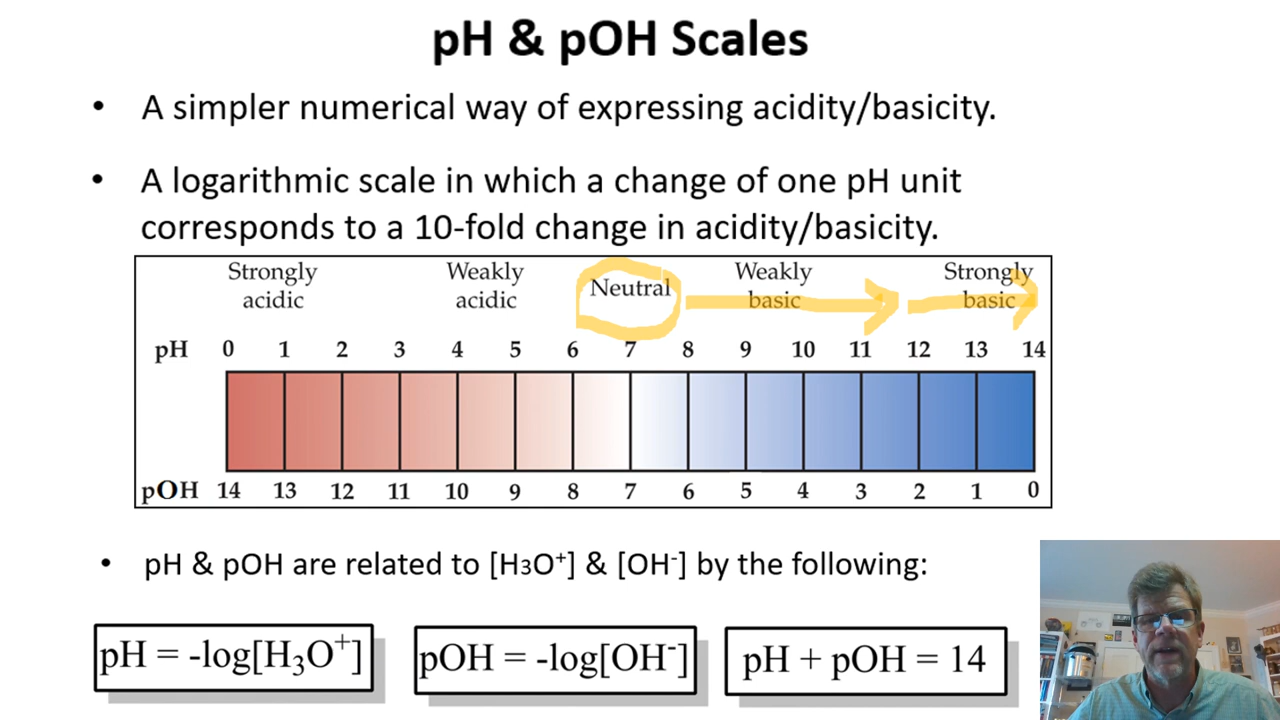 pH & pOH Scales
• A simpler numerical way of expressing acidity/basicity.
• A logarithmic scale in which a change of one pH unit
corresponds to a 10-fold change in acidity/basicity.
Strongly acidic Weakly acidic Neutral Weakly basic Strongly basic
pH 0 1 2 3 4 5 6 7 8 9 10 11 12 13 14
pOH 14 13 12 11 10 9 8 7 6 5 4 3 2 1 0
• pH & pOH are related to [H₃O⁺] & [OH⁻] by the following:
pH = -log[H₃O⁺] pOH = -log[OH⁻] pH + pOH = 14